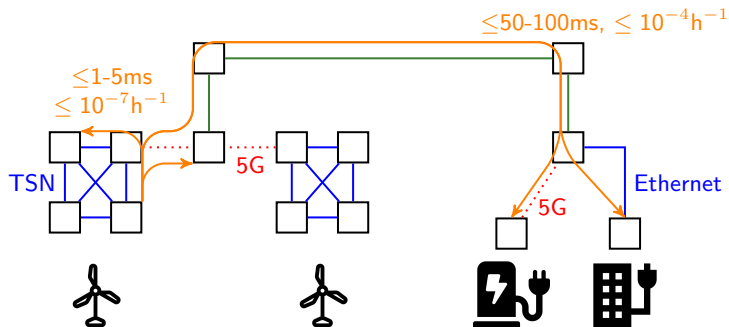 ≤50-100ms, ≤ 10⁻⁴h⁻¹
≤1-5ms
≤ 10⁻⁷h⁻¹
5G
TSN
Ethernet
5G